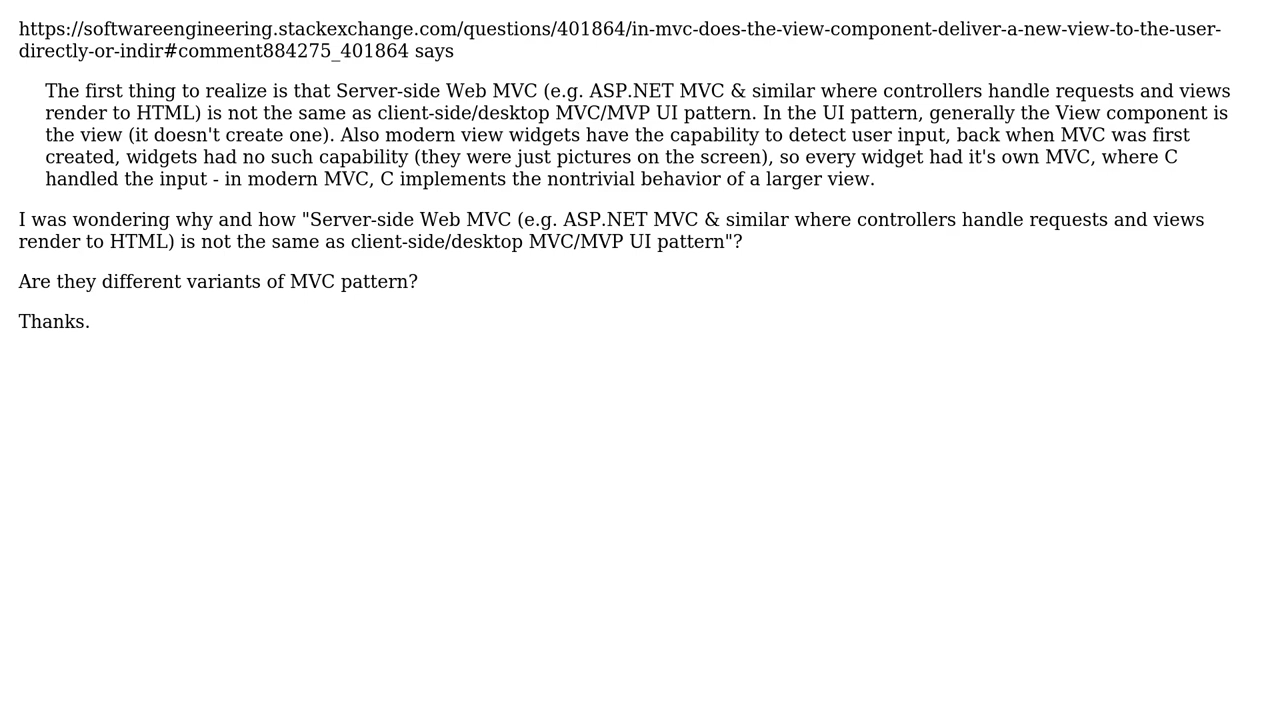 https://softwareengineering.stackexchange.com/questions/401864/in-mvc-does-the-view-component-deliver-a-new-view-to-the-user-
directly-or-indir#comment884275_401864 says
The first thing to realize is that Server-side Web MVC (e.g. ASP.NET MVC & similar where controllers handle requests and views
render to HTML) is not the same as client-side/desktop MVC/MVP UI pattern. In the UI pattern, generally the View component is
the view (it doesn't create one). Also modern view widgets have the capability to detect user input, back when MVC was first
created, widgets had no such capability (they were just pictures on the screen), so every widget had it's own MVC, where C
handled the input - in modern MVC, C implements the nontrivial behavior of a larger view.
I was wondering why and how "Server-side Web MVC (e.g. ASP.NET MVC & similar where controllers handle requests and views
render to HTML) is not the same as client-side/desktop MVC/MVP UI pattern"?
Are they different variants of MVC pattern?
Thanks.